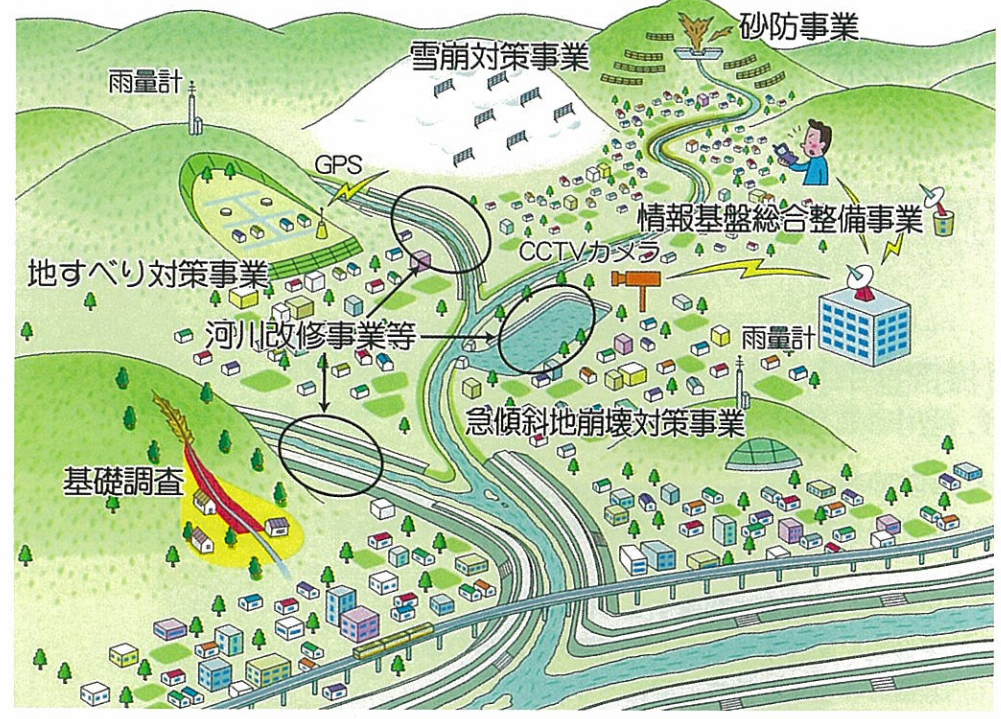 砂防事業
雪崩対策事業
雨量計
GPS
情報基盤総合整備事業
CCTVカメラ
地すべり対策事業
河川改修事業等
雨量計
急傾斜地崩壊対策事業
基礎調査